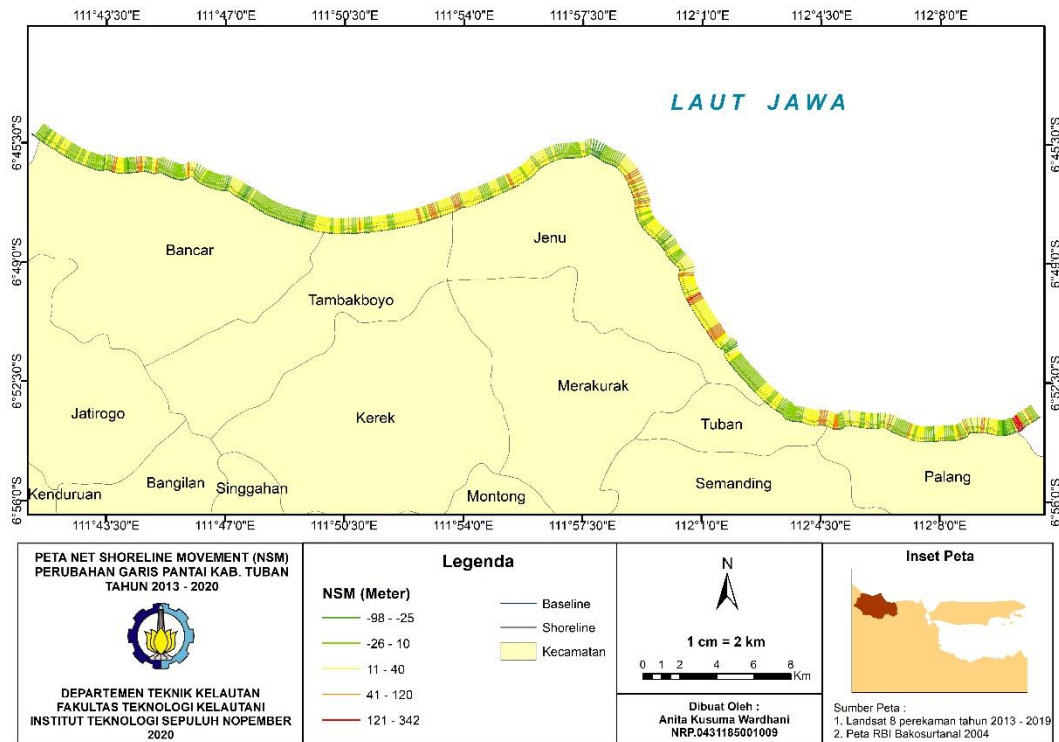 111°43'30"E 111°47'0"E 111°50'30"E 111°54'0"E 111°57'30"E 112°1'0"E 112°4'30"E 112°8'0"E
LAUT JAWA
6°45'30"S 6°45'30"S
Jenu
Bancar
6°49'0"S 6°49'0"S
Tambakboyo
6°52'30"S 6°52'30"S
Merakurak
Jatirogo
Kerek
Tuban
Palang
Bangilan
Semanding
Singgahan
Kenduruan
Montong
6°56'0"S 6°56'0"S
111°43'30"E 111°47'0"E 111°50'30"E 111°54'0"E 111°57'30"E 112°1'0"E 112°4'30"E 112°8'0"E
PETA NET SHORELINE MOVEMENT (NSM)
PERUBAHAN GARIS PANTAI KAB. TUBAN
TAHUN 2013 - 2020
DEPARTEMEN TEKNIK KELAUTAN
FAKULTAS TEKNOLOGI KELAUTANI
INSTITUT TEKNOLOGI SEPULUH NOPEMBER
2020
Legenda
NSM (Meter)
-98 - -25
-26 - 10
11 - 40
41 - 120
121 - 342
Baseline
Shoreline
Kecamatan
N
1 cm = 2 km
0 1 2 4 6 8
Km
Dibuat Oleh :
Anita Kusuma Wardhani
NRP.0431185001009
Inset Peta
Sumber Peta :
1. Landsat 8 perekaman tahun 2013 - 2019
2. Peta RBI Bakosurtanal 2004